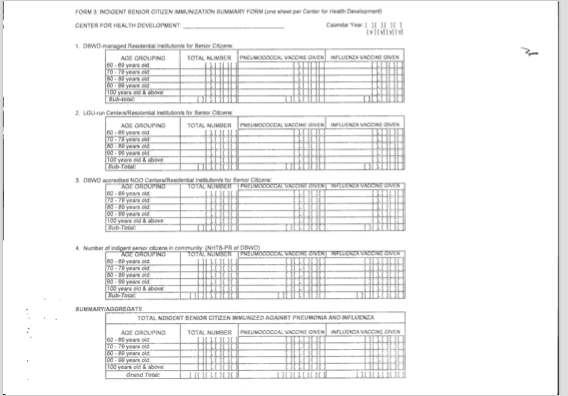 FORM 3: INDIGENT SENIOR CITIZEN IMMUNIZATION SUMMARY FORM (one sheet per Center for Health Development)
CENTER FOR HEALTH DEVELOPMENT: Calendar Year
1. DSWD-managed Residential Institution/s for Senior Citizens:
AGE GROUPING TOTAL NUMBER PNEUMOCOCCAL VACCINE GIVEN INFLUENZA VACCINE GIVEN
60 - 69 years old:
70 - 79 years old:
80 - 89 years old:
90 - 99 years old:
100 years old & above:
Sub-total:
2. LGU-run Centers/Residential Institution/s for Senior Citizens:
AGE GROUPING TOTAL NUMBER PNEUMOCOCCAL VACCINE GIVEN INFLUENZA VACCINE GIVEN
60 - 69 years old:
70 - 79 years old:
80 - 89 years old:
90 - 99 years old:
100 years old & above:
Sub-Total:
3. DSWD accredited NGO Centers/Residential Institution/s for Senior Citizens:
AGE GROUPING TOTAL NUMBER PNEUMOCOCCAL VACCINE GIVEN INFLUENZA VACCINE GIVEN
60 - 69 years old:
70 - 79 years old:
80 - 89 years old:
90 - 99 years old:
100 years old & above:
Sub-Total:
4. Number of indigent senior citizens in community: (NHTS-PR of DSWD)
AGE GROUPING TOTAL NUMBER PNEUMOCOCCAL VACCINE GIVEN INFLUENZA VACCINE GIVEN
60 - 69 years old:
70 - 79 years old:
80 - 89 years old:
90 - 99 years old:
100 years old & above:
Sub-Total:
SUMMARY/AGGREGATE
TOTAL INDIGENT SENIOR CITIZEN IMMUNIZED AGAINST PNEUMONIA AND INFLUENZA
AGE GROUPING TOTAL NUMBER PNEUMOCOCCAL VACCINE GIVEN INFLUENZA VACCINE GIVEN
60 - 69 years old:
70 - 79 years old:
80 - 89 years old:
90 - 99 years old:
100 years old & above:
Grand Total: